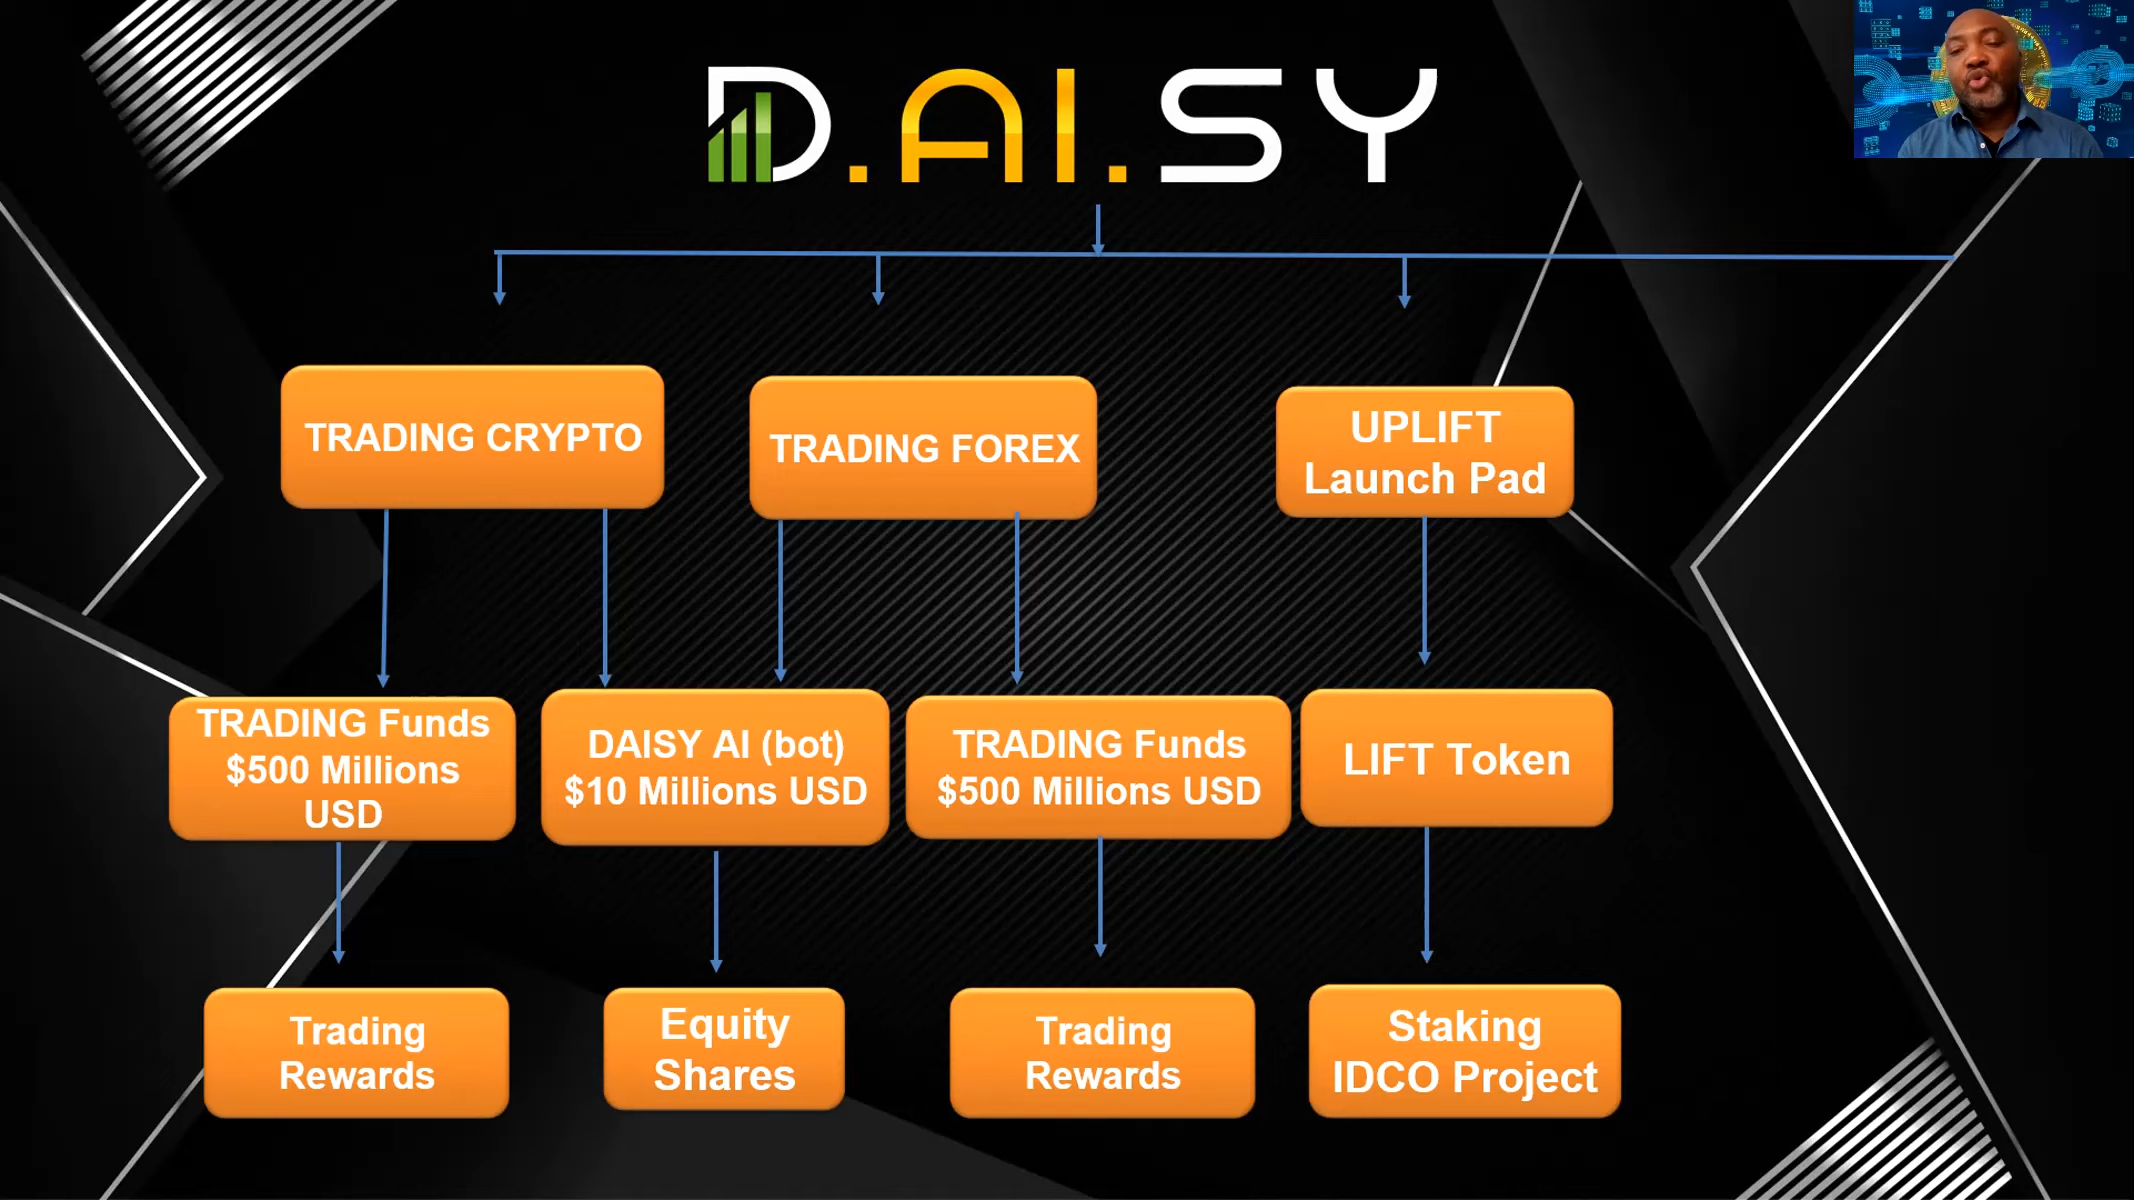 D.AI.SY
TRADING CRYPTO
TRADING FOREX
UPLIFT
Launch Pad
TRADING Funds
$500 Millions
USD
DAISY AI (bot)
$10 Millions USD
TRADING Funds
$500 Millions USD
LIFT Token
Trading
Rewards
Equity
Shares
Trading
Rewards
Staking
IDCO Project